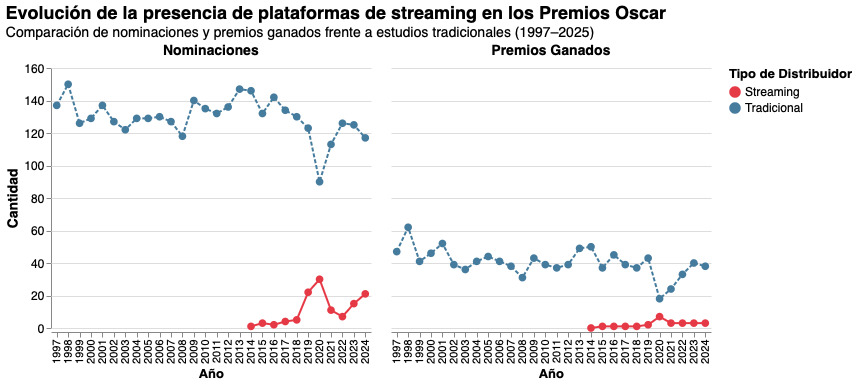 Evolución de la presencia de plataformas de streaming en los Premios Oscar
Comparación de nominaciones y premios ganados frente a estudios tradicionales (1997–2025)
Nominaciones
Premios Ganados
Tipo de Distribuidor
Streaming
Tradicional
Cantidad
160
140
120
100
80
60
40
20
0
1997 1998 1999 2000 2001 2002 2003 2004 2005 2006 2007 2008 2009 2010 2011 2012 2013 2014 2015 2016 2017 2018 2019 2020 2021 2022 2023 2024
1997 1998 1999 2000 2001 2002 2003 2004 2005 2006 2007 2008 2009 2010 2011 2012 2013 2014 2015 2016 2017 2018 2019 2020 2021 2022 2023 2024
Año
Año